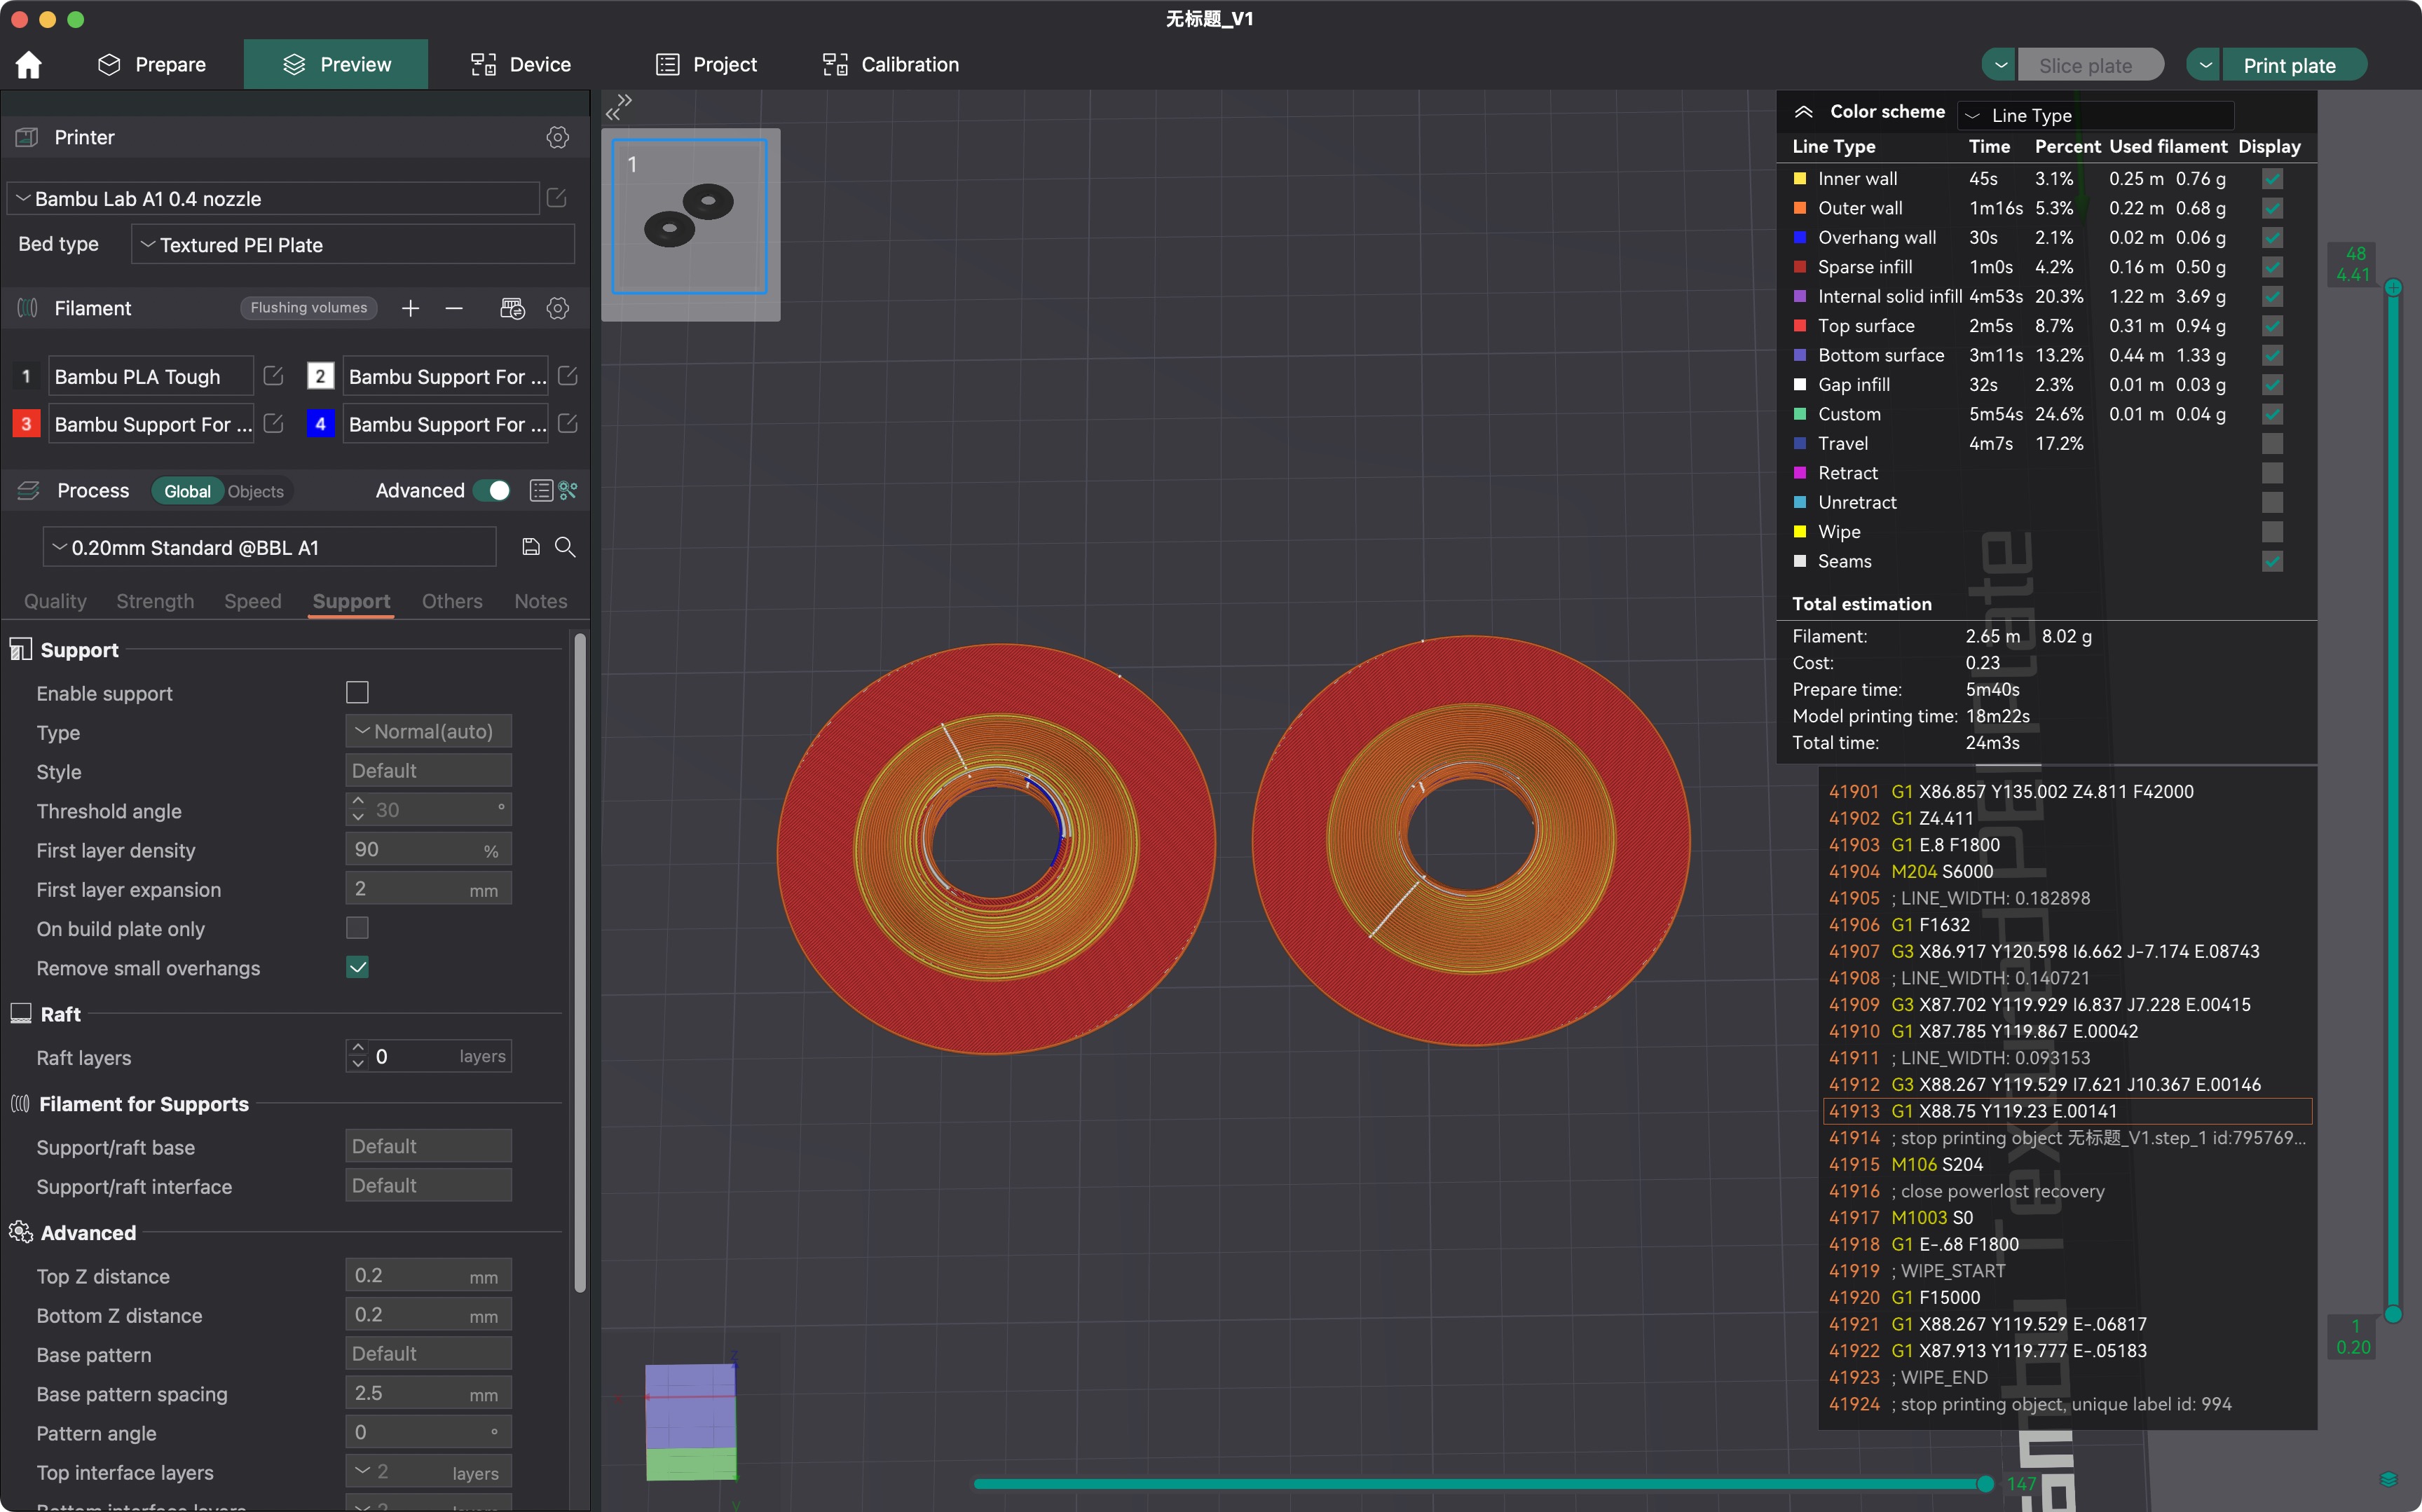 无标题_V1
Prepare
Preview
Device
Project
Calibration
Slice plate
Print plate
Printer
Bambu Lab A1 0.4 nozzle
Bed type
Textured PEI Plate
Filament
Flushing volumes
1 Bambu PLA Tough
2 Bambu Support For ...
3 Bambu Support For ...
4 Bambu Support For ...
Process
Global
Objects
Advanced
0.20mm Standard @BBL A1
Quality
Strength
Speed
Support
Others
Notes
Support
Enable support
Type Normal(auto)
Style Default
Threshold angle 30 °
First layer density 90 %
First layer expansion 2 mm
On build plate only
Remove small overhangs
Raft
Raft layers 0 layers
Filament for Supports
Support/raft base Default
Support/raft interface Default
Advanced
Top Z distance 0.2 mm
Bottom Z distance 0.2 mm
Base pattern Default
Base pattern spacing 2.5 mm
Pattern angle 0 °
Top interface layers 2 layers
1
Color scheme Line Type
Line Type Time Percent Used filament Display
Inner wall 45s 3.1% 0.25 m 0.76 g
Outer wall 1m16s 5.3% 0.22 m 0.68 g
Overhang wall 30s 2.1% 0.02 m 0.06 g
Sparse infill 1m0s 4.2% 0.16 m 0.50 g
Internal solid infill 4m53s 20.3% 1.22 m 3.69 g
Top surface 2m5s 8.7% 0.31 m 0.94 g
Bottom surface 3m11s 13.2% 0.44 m 1.33 g
Gap infill 32s 2.3% 0.01 m 0.03 g
Custom 5m54s 24.6% 0.01 m 0.04 g
Travel 4m7s 17.2%
Retract
Unretract
Wipe
Seams
Total estimation
Filament: 2.65 m 8.02 g
Cost: 0.23
Prepare time: 5m40s
Model printing time: 18m22s
Total time: 24m3s
41901 G1 X86.857 Y135.002 Z4.811 F42000
41902 G1 Z4.411
41903 G1 E.8 F1800
41904 M204 S6000
41905 ; LINE_WIDTH: 0.182898
41906 G1 F1632
41907 G3 X86.917 Y120.598 I6.662 J-7.174 E.08743
41908 ; LINE_WIDTH: 0.140721
41909 G3 X87.702 Y119.929 I6.837 J7.228 E.00415
41910 G1 X87.785 Y119.867 E.00042
41911 ; LINE_WIDTH: 0.093153
41912 G3 X88.267 Y119.529 I7.621 J10.367 E.00146
41913 G1 X88.75 Y119.23 E.00141
41914 ; stop printing object 无标题_V1.step_1 id:795769...
41915 M106 S204
41916 ; close powerlost recovery
41917 M1003 S0
41918 G1 E-.68 F1800
41919 ; WIPE_START
41920 G1 F15000
41921 G1 X88.267 Y119.529 E-.06817
41922 G1 X87.913 Y119.777 E-.05183
41923 ; WIPE_END
41924 ; stop printing object, unique label id: 994
48
4.41
1
0.20
147